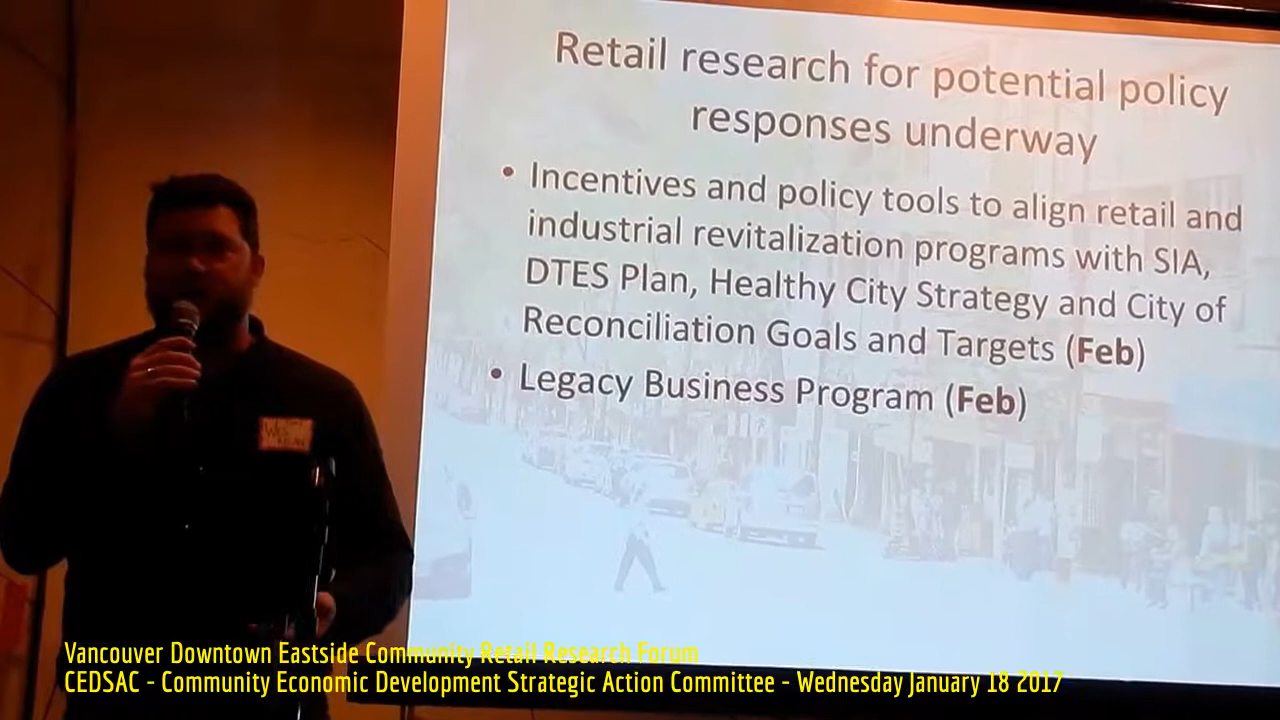 Retail research for potential policy
responses underway
• Incentives and policy tools to align retail and
industrial revitalization programs with SIA,
DTES Plan, Healthy City Strategy and City of
Reconciliation Goals and Targets (Feb)
• Legacy Business Program (Feb)
Wes
Vancouver Downtown Eastside Community Retail Research Forum
CEDSAC - Community Economic Development Strategic Action Committee - Wednesday January 18 2017